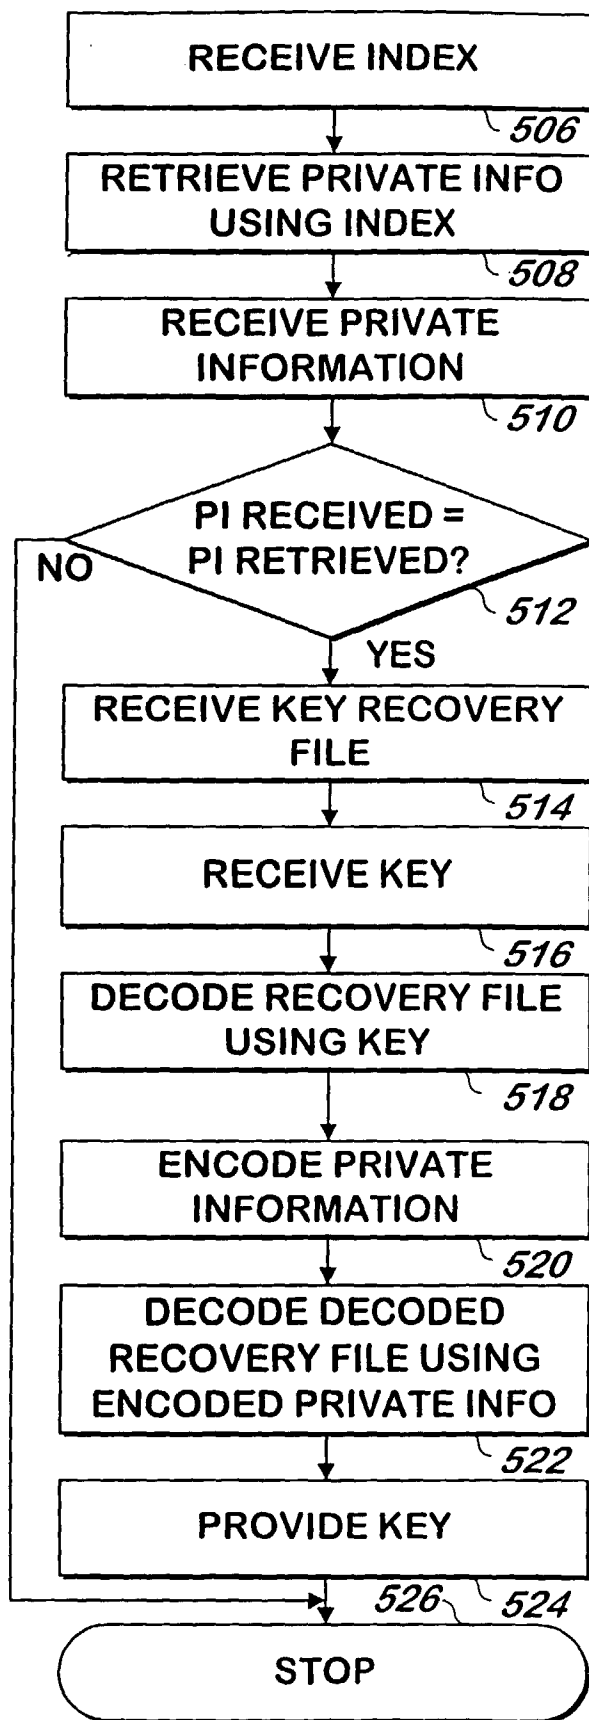 RECEIVE INDEX
506
RETRIEVE PRIVATE INFO
USING INDEX
508
RECEIVE PRIVATE
INFORMATION
510
PI RECEIVED =
PI RETRIEVED?
NO
512
YES
RECEIVE KEY RECOVERY
FILE
514
RECEIVE KEY
516
DECODE RECOVERY FILE
USING KEY
518
ENCODE PRIVATE
INFORMATION
520
DECODE DECODED
RECOVERY FILE USING
ENCODED PRIVATE INFO
522
PROVIDE KEY
526 524
STOP